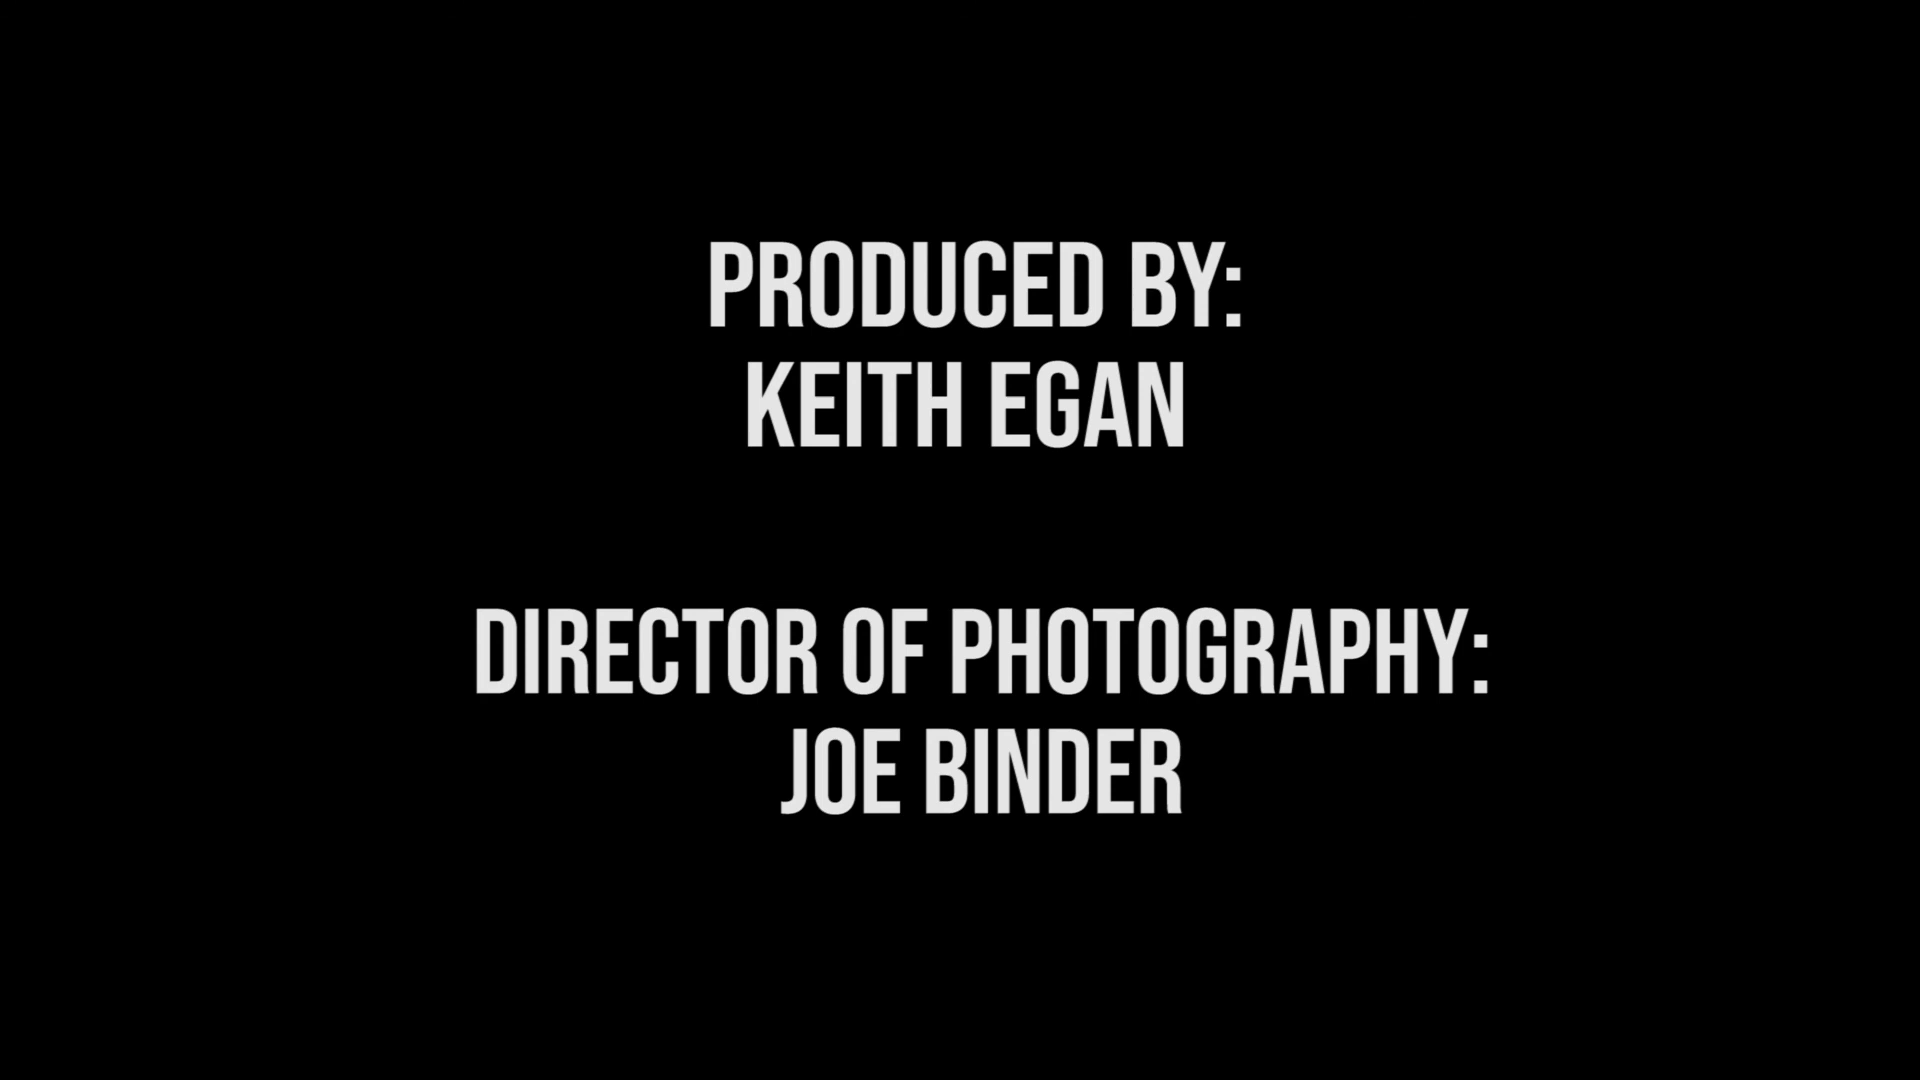 PRODUCED BY:
KEITH EGAN
DIRECTOR OF PHOTOGRAPHY:
JOE BINDER